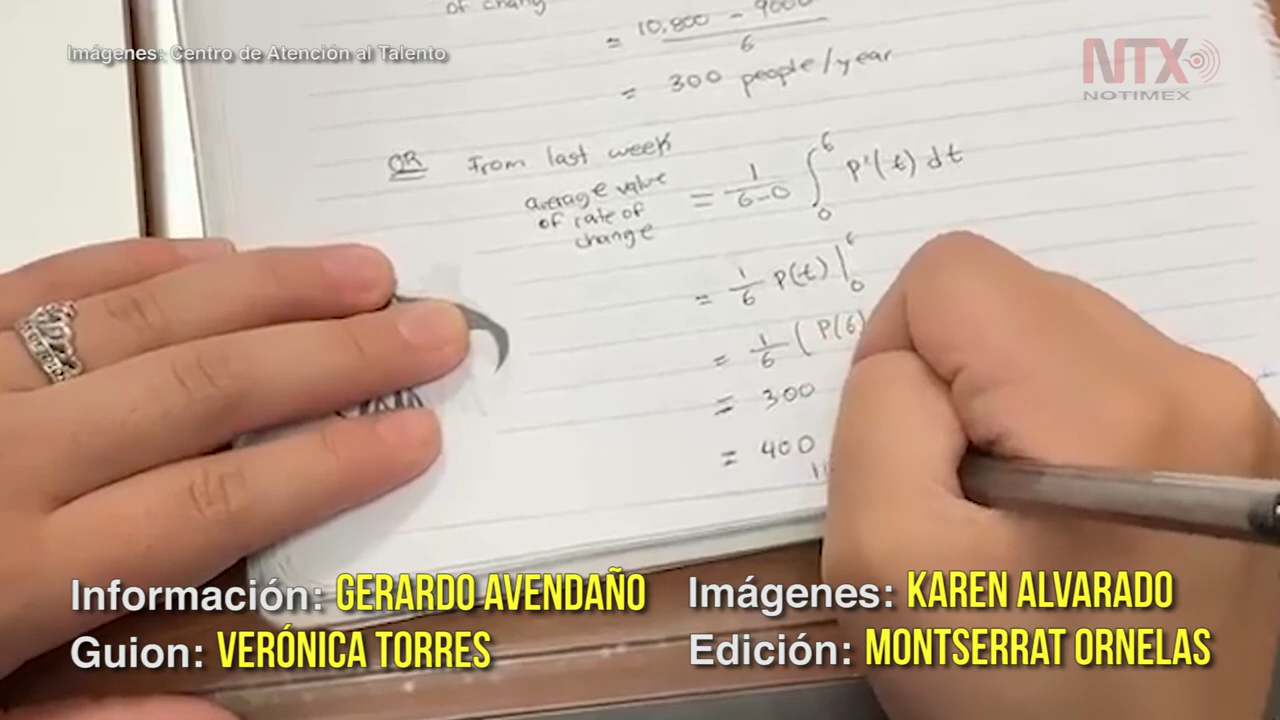 of chang
Imágenes: Centro de Atención al Talento
NTX
NOTIMEX
= 10,800 - 9000
6
= 300 people/year
OR From last week
average value
of rate of
change
= 1/6-0 ∫₀⁶ P'(t) dt
= 1/6 P(t) |₀⁶
= 1/6 ( P(6)
= 300
= 400
Información: GERARDO AVENDAÑO
Imágenes: KAREN ALVARADO
Guion: VERÓNICA TORRES
Edición: MONTSERRAT ORNELAS